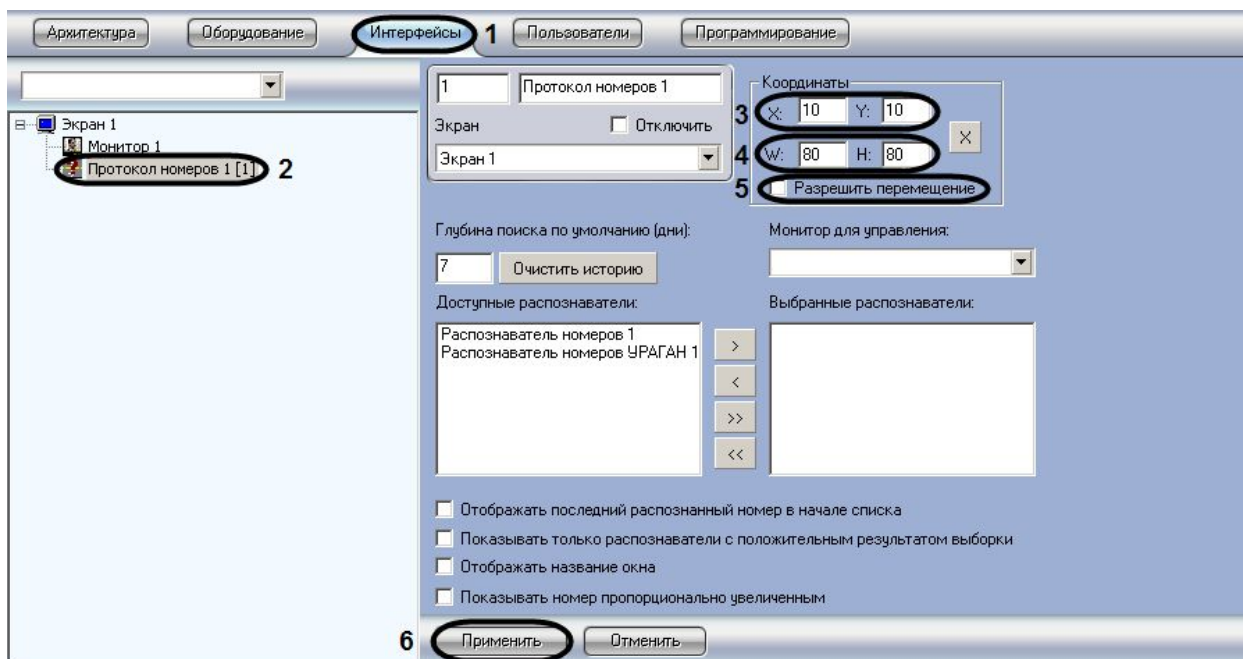 Архитектура Оборудование Интерфейсы 1 Пользователи Программирование
Экран 1
Монитор 1
Протокол номеров 1 [1] 2
1 Протокол номеров 1
Экран Отключить
Экран 1
Координаты
3 X: 10 Y: 10
4 W: 80 H: 80 X
5 Разрешить перемещение
Глубина поиска по умолчанию (дни): Монитор для управления:
7 Очистить историю
Доступные распознаватели: Выбранные распознаватели:
Распознаватель номеров 1
Распознаватель номеров УРАГАН 1
>
<
>>
<<
Отображать последний распознанный номер в начале списка
Показывать только распознаватели с положительным результатом выборки
Отображать название окна
Показывать номер пропорционально увеличенным
6 Применить Отменить